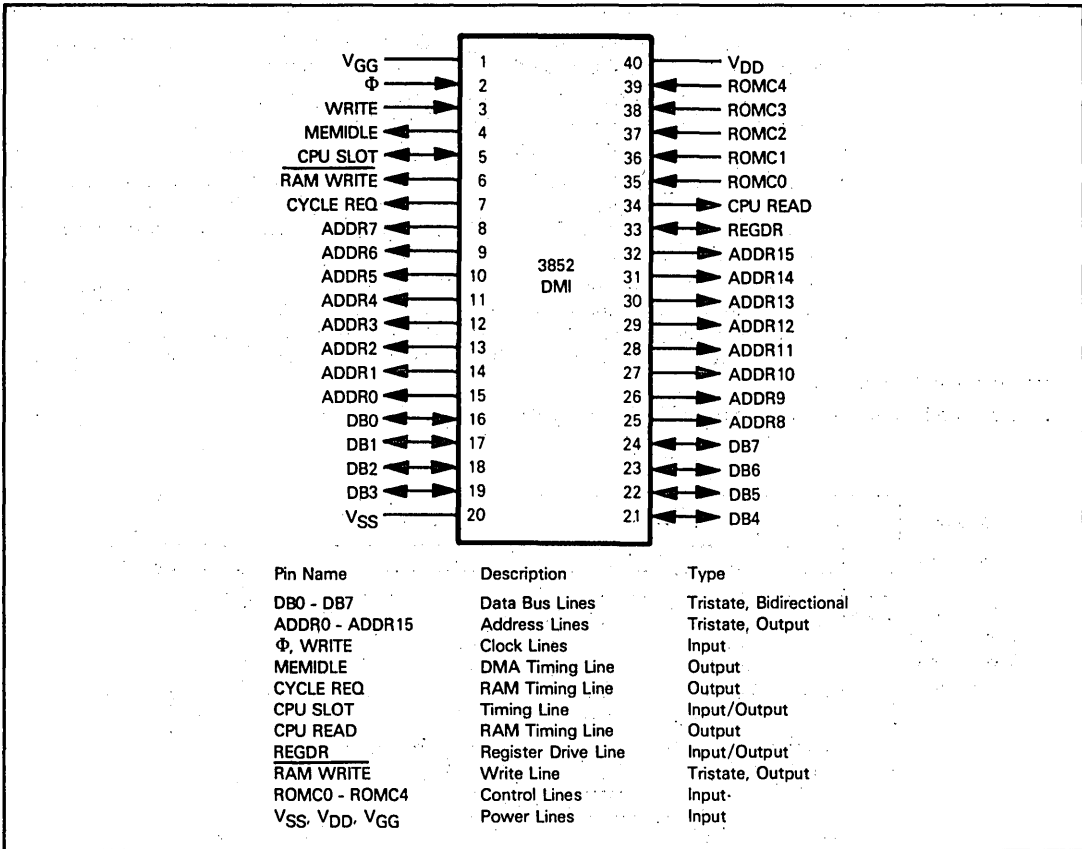 V_GG 1 40 V_DD
Φ 2 39 ROMC4
WRITE 3 38 ROMC3
MEMIDLE 4 37 ROMC2
CPU SLOT 5 36 ROMC1
RAM WRITE 6 35 ROMC0
CYCLE REQ 7 34 CPU READ
ADDR7 8 33 REGDR
ADDR6 9 32 ADDR15
ADDR5 10 31 ADDR14
3852
DMI
ADDR4 11 30 ADDR13
ADDR3 12 29 ADDR12
ADDR2 13 28 ADDR11
ADDR1 14 27 ADDR10
ADDR0 15 26 ADDR9
DB0 16 25 ADDR8
DB1 17 24 DB7
DB2 18 23 DB6
DB3 19 22 DB5
V_SS 20 21 DB4
Pin Name Description Type
DB0 - DB7 Data Bus Lines Tristate, Bidirectional
ADDR0 - ADDR15 Address Lines Tristate, Output
Φ, WRITE Clock Lines Input
MEMIDLE DMA Timing Line Output
CYCLE REQ RAM Timing Line Output
CPU SLOT Timing Line Input/Output
CPU READ RAM Timing Line Output
REGDR Register Drive Line Input/Output
RAM WRITE Write Line Tristate, Output
ROMC0 - ROMC4 Control Lines Input
V_SS, V_DD, V_GG Power Lines Input